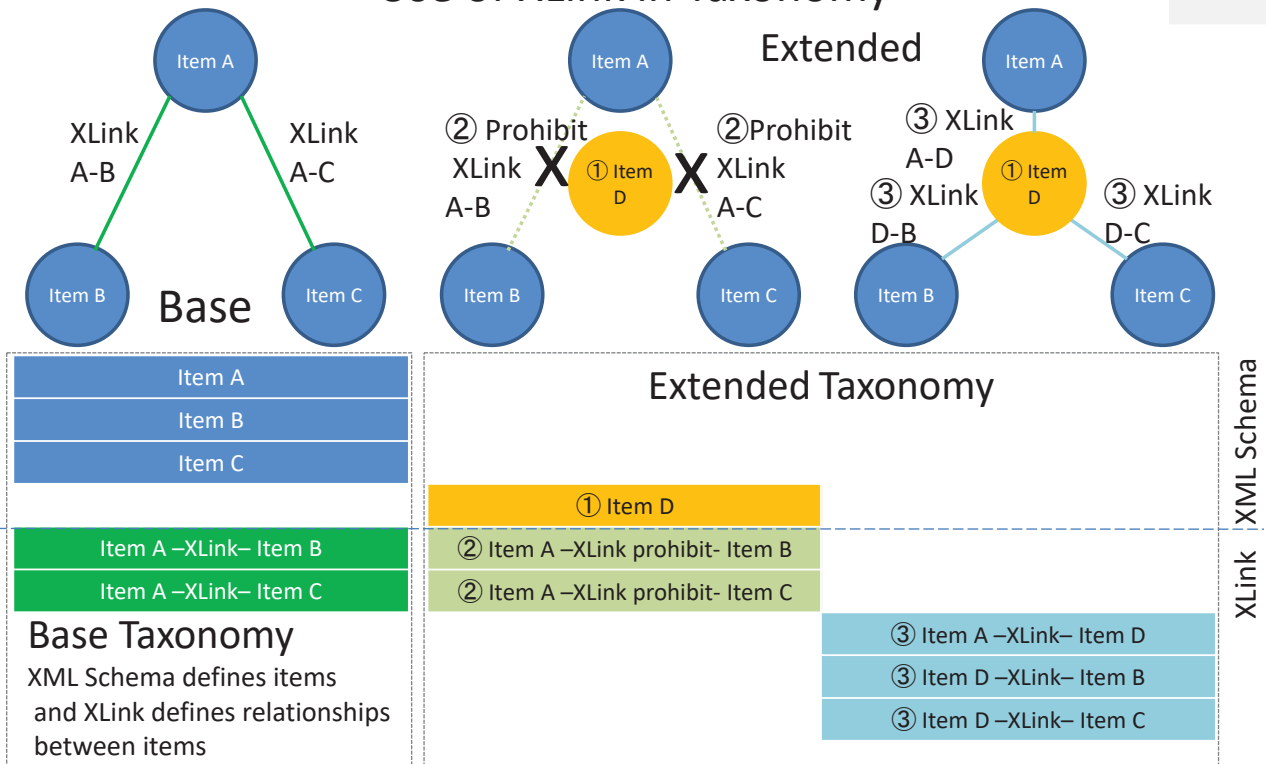 Item A
XLink
A-B
XLink
A-C
Item B
Item C
Base
Extended
Item A
② Prohibit
XLink
A-B
① Item
D
②Prohibit
XLink
A-C
Item B
Item C
Item A
③ XLink
A-D
① Item
D
③ XLink
D-B
③ XLink
D-C
Item B
Item C
Item A
Item B
Item C
Item A –XLink– Item B
Item A –XLink– Item C
Base Taxonomy
XML Schema defines items
and XLink defines relationships
between items
Extended Taxonomy
① Item D
② Item A –XLink prohibit- Item B
② Item A –XLink prohibit- Item C
③ Item A –XLink– Item D
③ Item D –XLink– Item B
③ Item D –XLink– Item C
XML Schema
XLink